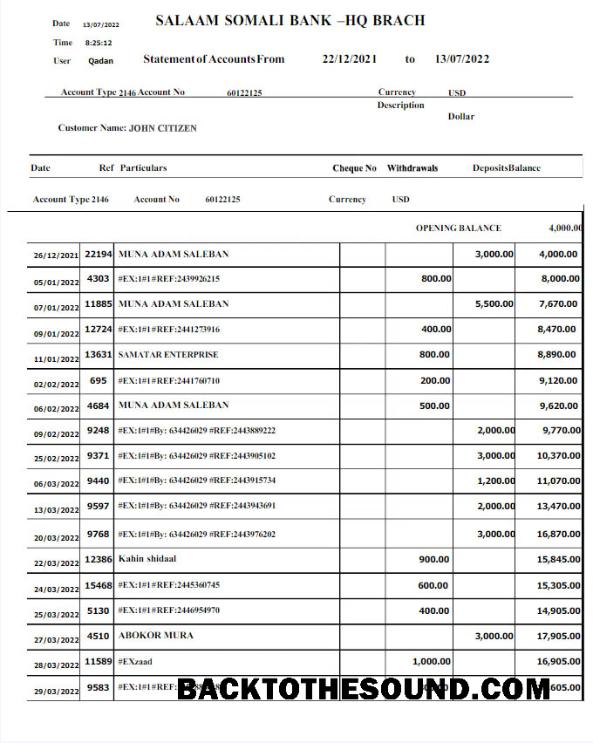 Date 13/07/2022 SALAAM SOMALI BANK –HQ BRACH
Time 8:25:12
User Qadan Statement of Accounts From 22/12/2021 to 13/07/2022
Account Type 2146 Account No 60122125 Currency USD
Description
Dollar
Customer Name: JOHN CITIZEN
Date Ref Particulars Cheque No Withdrawals DepositsBalance
Account Type 2146 Account No 60122125 Currency USD
OPENING BALANCE 4,000.00
26/12/2021 22194 MUNA ADAM SALEBAN 3,000.00 4,000.00
05/01/2022 4303 #EX:1#1#REF:2439926215 800.00 8,000.00
07/01/2022 11885 MUNA ADAM SALEBAN 5,500.00 7,670.00
09/01/2022 12724 #EX:1#1#REF:2441273916 400.00 8,470.00
11/01/2022 13631 SAMATAR ENTERPRISE 800.00 8,890.00
02/02/2022 695 #EX:1#1#REF:2441760710 200.00 9,120.00
06/02/2022 4684 MUNA ADAM SALEBAN 500.00 9,620.00
09/02/2022 9248 #EX:1#1#By: 634426029 #REF:2443889222 2,000.00 9,770.00
25/02/2022 9371 #EX:1#1#By: 634426029 #REF:2443905102 3,000.00 10,370.00
06/03/2022 9440 #EX:1#1#By: 634426029 #REF:2443915734 1,200.00 11,070.00
13/03/2022 9597 #EX:1#1#By: 634426029 #REF:2443943691 2,000.00 13,470.00
20/03/2022 9768 #EX:1#1#By: 634426029 #REF:2443976202 3,000.00 16,870.00
22/03/2022 12386 Kahin shidaal 900.00 15,845.00
24/03/2022 15468 #EX:1#1#REF:2445360745 600.00 15,305.00
25/03/2022 5130 #EX:1#1#REF:2446954970 400.00 14,905.00
27/03/2022 4510 ABOKOR MURA 3,000.00 17,905.00
28/03/2022 11589 #EXzaad 1,000.00 16,905.00
29/03/2022 9583
BACKTOTHESOUND.COM